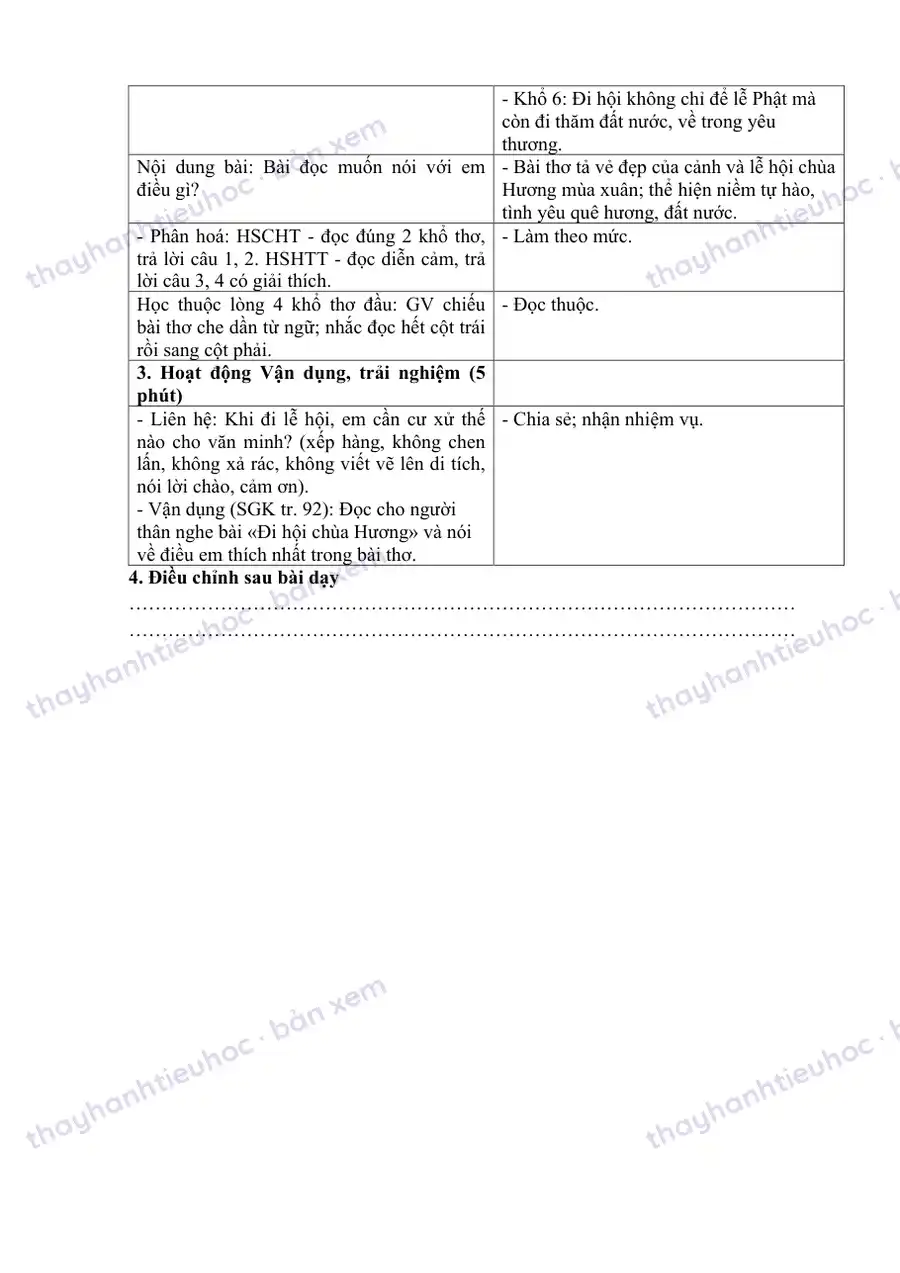 - Khổ 6: Đi hội không chỉ để lễ Phật mà
còn đi thăm đất nước, về trong yêu
thương.
Nội dung bài: Bài đọc muốn nói với em
điều gì?
- Bài thơ tả vẻ đẹp của cảnh và lễ hội chùa
Hương mùa xuân; thể hiện niềm tự hào,
tình yêu quê hương, đất nước.
- Phân hoá: HSCHT - đọc đúng 2 khổ thơ,
trả lời câu 1, 2. HSHTT - đọc diễn cảm, trả
lời câu 3, 4 có giải thích.
- Làm theo mức.
Học thuộc lòng 4 khổ thơ đầu: GV chiếu
bài thơ che dần từ ngữ; nhắc đọc hết cột trái
rồi sang cột phải.
- Đọc thuộc.
3. Hoạt động Vận dụng, trải nghiệm (5
phút)
- Liên hệ: Khi đi lễ hội, em cần cư xử thế
nào cho văn minh? (xếp hàng, không chen
lấn, không xả rác, không viết vẽ lên di tích,
nói lời chào, cảm ơn).
- Vận dụng (SGK tr. 92): Đọc cho người
thân nghe bài «Đi hội chùa Hương» và nói
về điều em thích nhất trong bài thơ.
- Chia sẻ; nhận nhiệm vụ.
4. Điều chỉnh sau bài dạy
……………………………………………………………………………………
……………………………………………………………………………………
thayhanhtieuhoc · bản xem
thayhanhtieuhoc · b
thayhanhtieuhoc · bản xem
thayhanhtieuhoc · b
thayhanhtieuhoc · bản xem
thayhanhtieuhoc · b